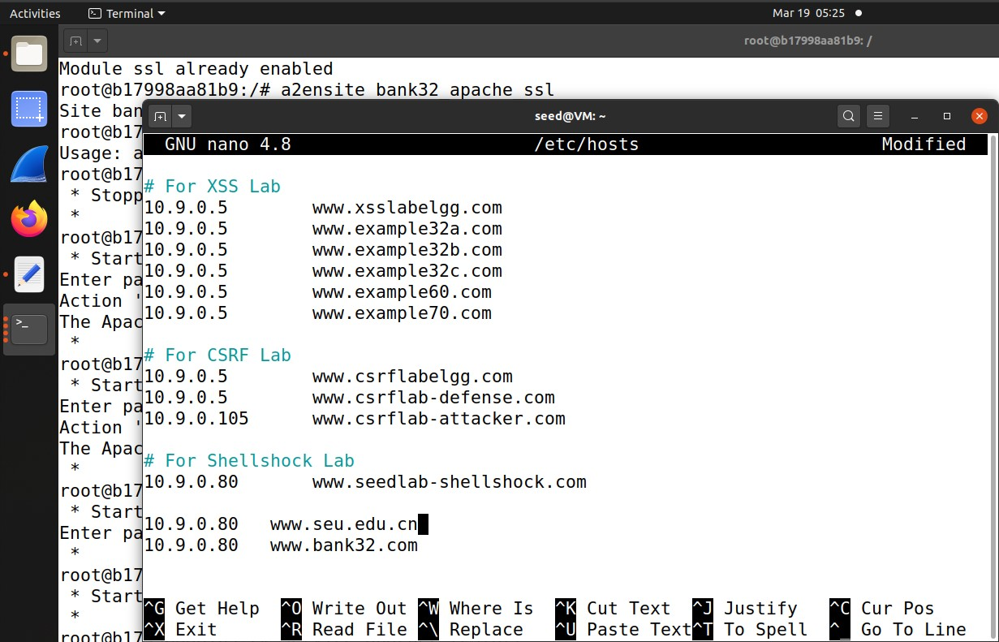 Activities
Terminal
Mar 19 05:25
root@b17998aa81b9: /
Module ssl already enabled
root@b17998aa81b9:/# a2ensite bank32_apache_ssl
Site ban
root@b17
Usage: a
root@b17
* Stopp
*
root@b17
* Start
Enter pa
Action '
The Apac
*
root@b17
* Start
Enter pa
Action '
The Apac
*
root@b17
* Start
Enter pa
*
root@b17
* Start
*
root@b17
seed@VM: ~
GNU nano 4.8 /etc/hosts Modified
# For XSS Lab
10.9.0.5 www.xsslabelgg.com
10.9.0.5 www.example32a.com
10.9.0.5 www.example32b.com
10.9.0.5 www.example32c.com
10.9.0.5 www.example60.com
10.9.0.5 www.example70.com
# For CSRF Lab
10.9.0.5 www.csrflabelgg.com
10.9.0.5 www.csrflab-defense.com
10.9.0.105 www.csrflab-attacker.com
# For Shellshock Lab
10.9.0.80 www.seedlab-shellshock.com
10.9.0.80 www.seu.edu.cn
10.9.0.80 www.bank32.com
^G Get Help ^O Write Out ^W Where Is ^K Cut Text ^J Justify ^C Cur Pos
^X Exit ^R Read File ^\ Replace ^U Paste Text ^T To Spell ^_ Go To Line